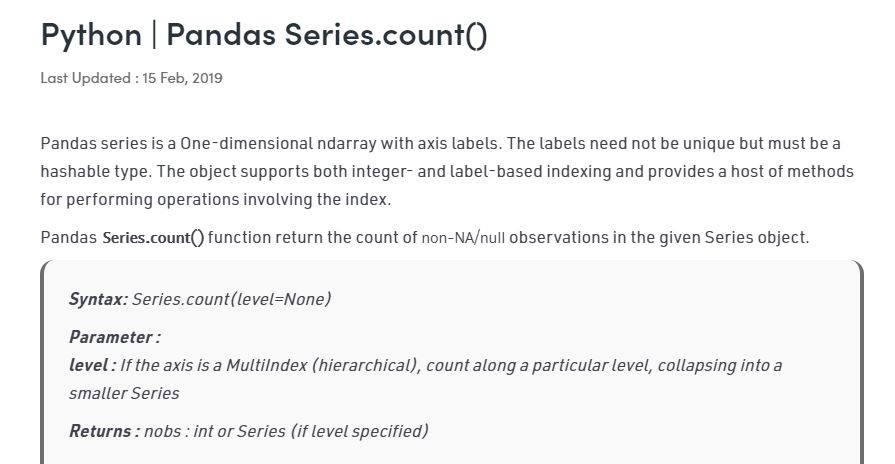 Python | Pandas Series.count()
Last Updated : 15 Feb, 2019
Pandas series is a One-dimensional ndarray with axis labels. The labels need not be unique but must be a
hashable type. The object supports both integer- and label-based indexing and provides a host of methods
for performing operations involving the index.
Pandas Series.count() function return the count of non-NA/null observations in the given Series object.
Syntax: Series.count(level=None)
Parameter :
level : If the axis is a MultiIndex (hierarchical), count along a particular level, collapsing into a
smaller Series
Returns : nobs : int or Series (if level specified)